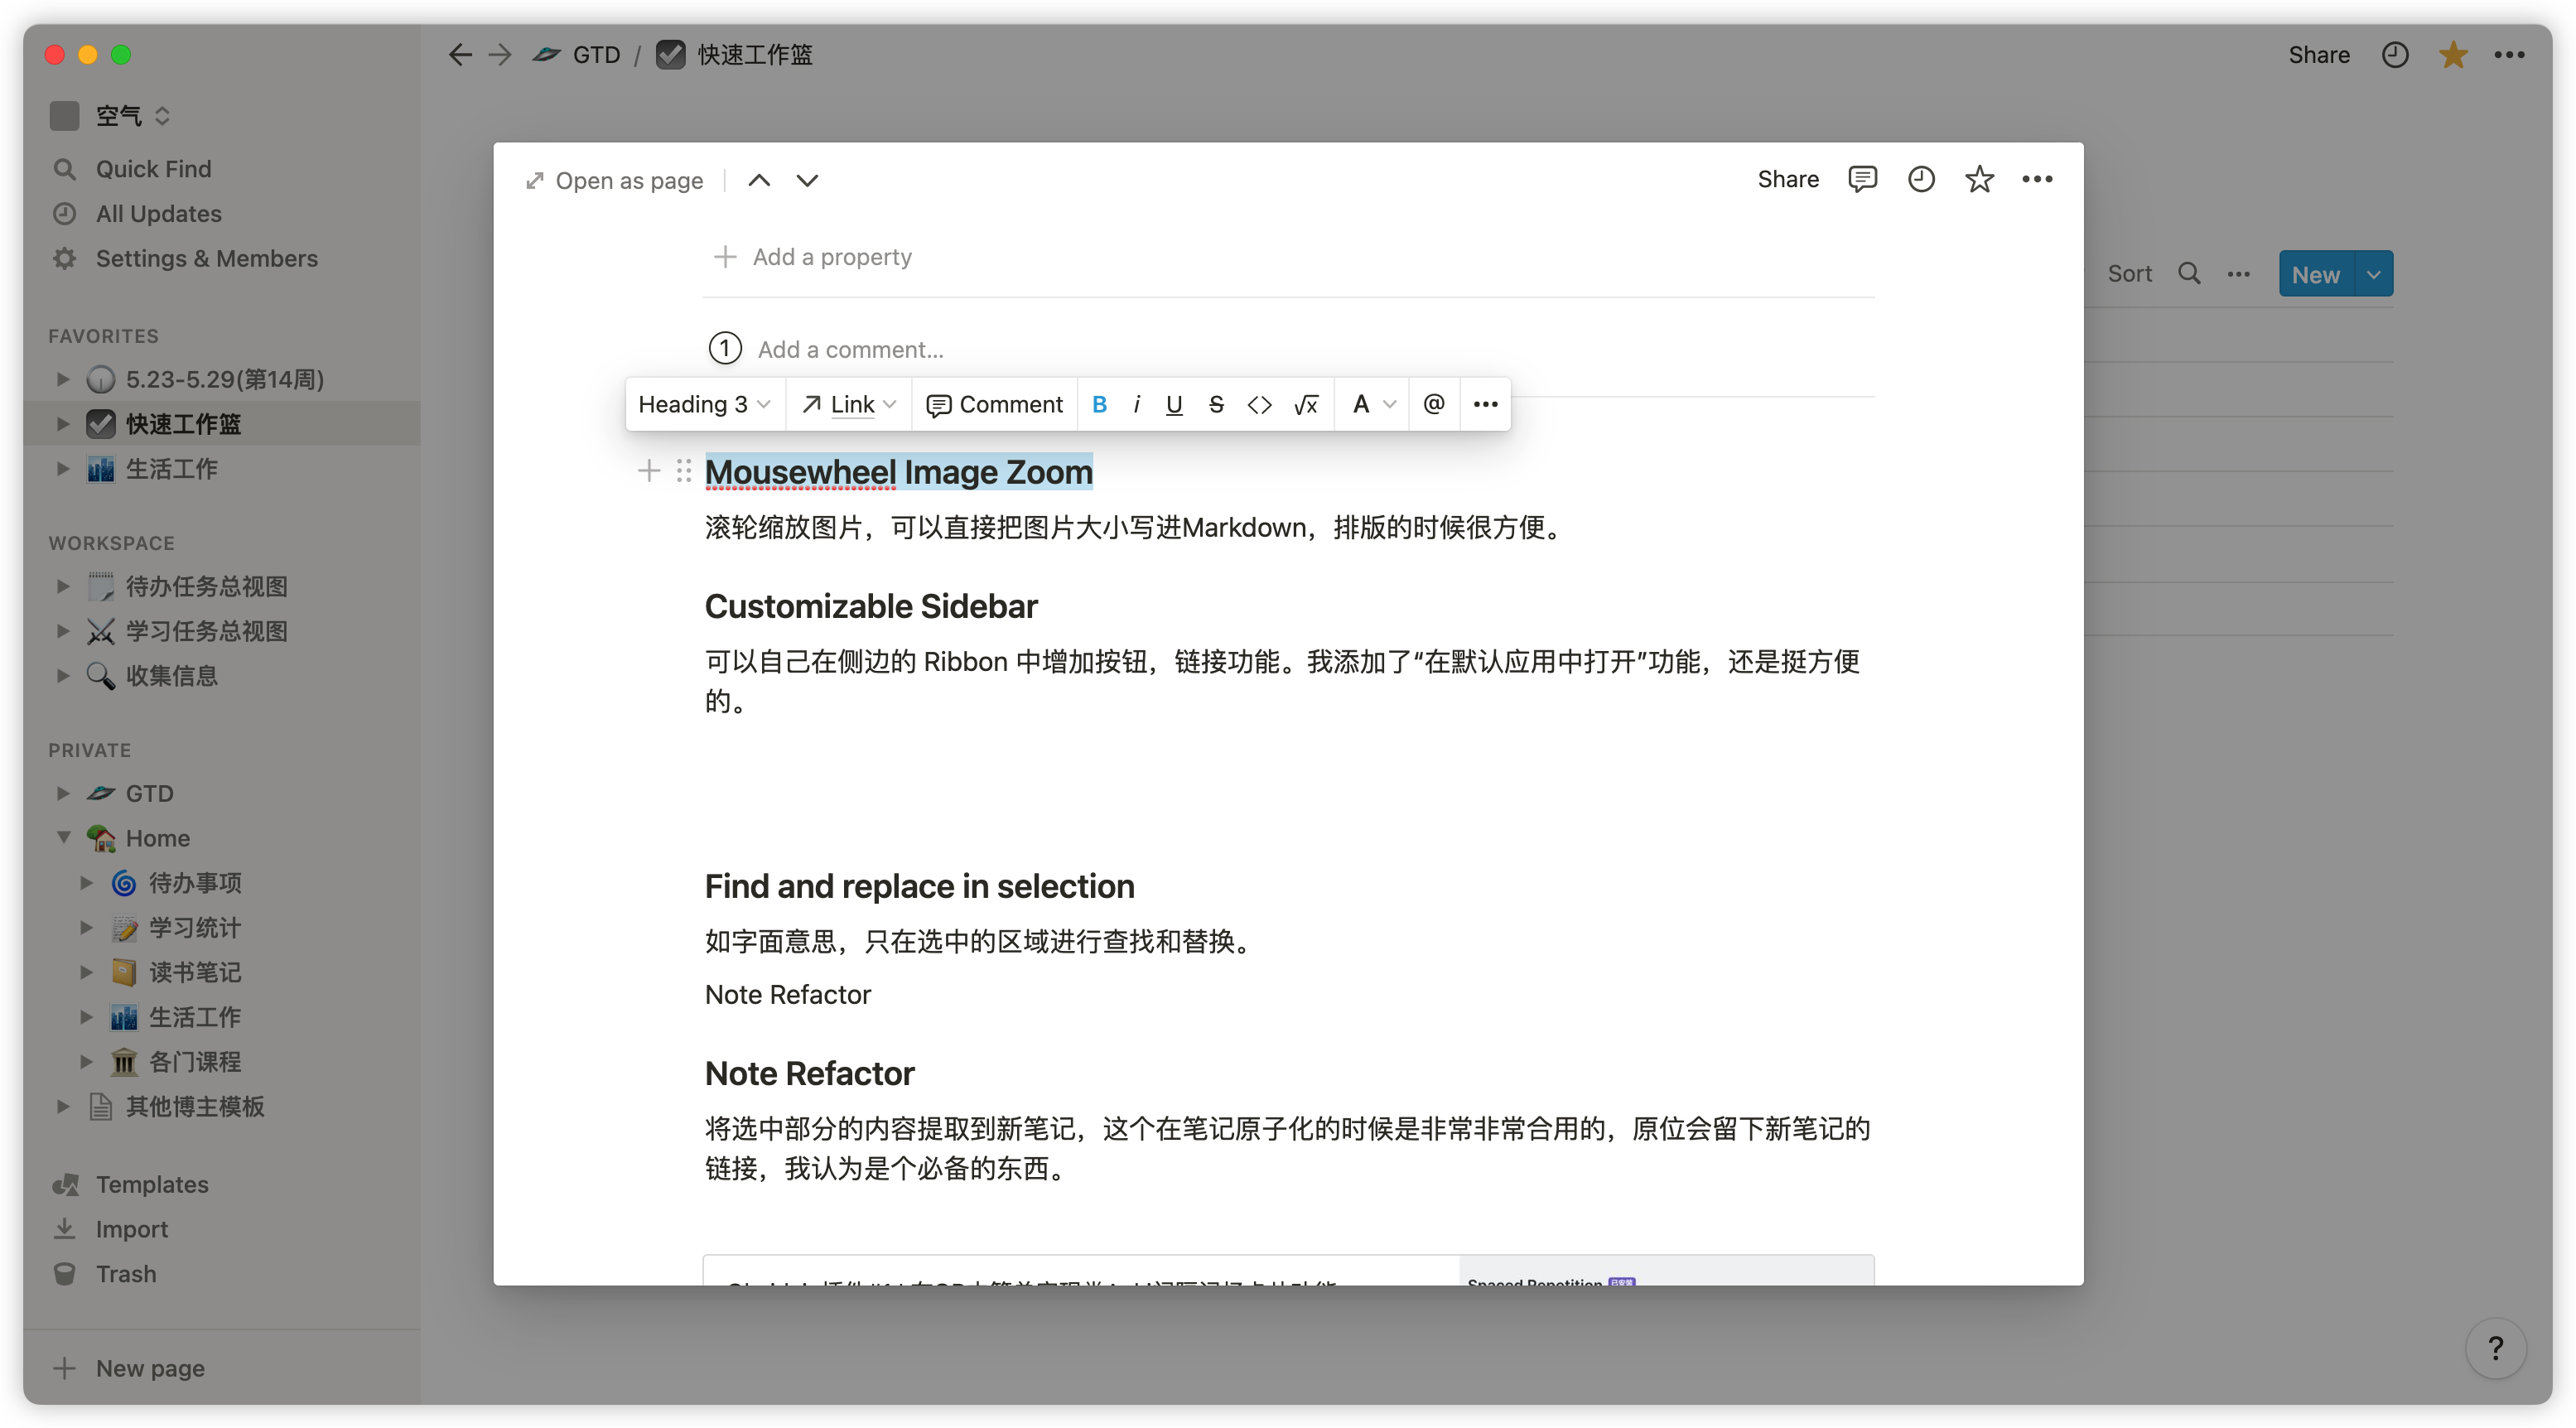 GTD / 快速工作篮
Share
空气
Quick Find
All Updates
Settings & Members
FAVORITES
5.23-5.29(第14周)
快速工作篮
生活工作
WORKSPACE
待办任务总视图
学习任务总视图
收集信息
PRIVATE
GTD
Home
待办事项
学习统计
读书笔记
生活工作
各门课程
其他博主模板
Templates
Import
Trash
New page
Sort
New
Open as page
Share
Add a property
1 Add a comment...
Heading 3 Link Comment B i U S <> √x A @ •••
Mousewheel Image Zoom
滚轮缩放图片，可以直接把图片大小写进Markdown，排版的时候很方便。
Customizable Sidebar
可以自己在侧边的 Ribbon 中增加按钮，链接功能。我添加了“在默认应用中打开”功能，还是挺方便
的。
Find and replace in selection
如字面意思，只在选中的区域进行查找和替换。
Note Refactor
Note Refactor
将选中部分的内容提取到新笔记，这个在笔记原子化的时候是非常非常合用的，原位会留下新笔记的
链接，我认为是个必备的东西。
Spaced Repetition 已安装
?